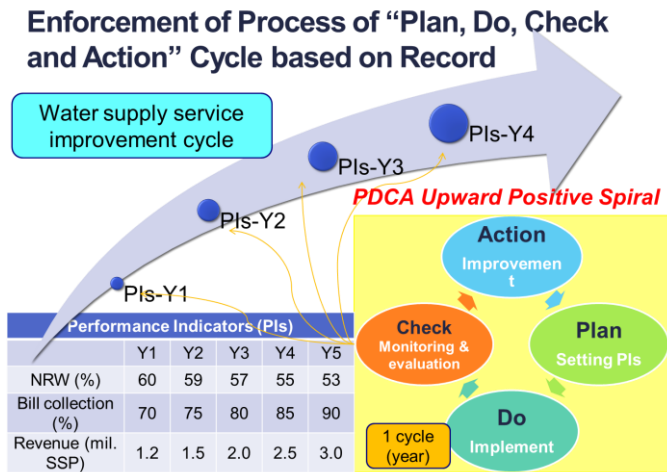 Enforcement of Process of “Plan, Do, Check
and Action” Cycle based on Record
Water supply service
improvement cycle
PIs-Y4
PIs-Y3
PIs-Y2
PIs-Y1
PDCA Upward Positive Spiral
Action
Improvemen
t
Check
Monitoring &
evaluation
Plan
Setting PIs
Do
Implement
1 cycle
(year)
Performance Indicators (PIs)
Y1 Y2 Y3 Y4 Y5
NRW (%) 60 59 57 55 53
Bill collection
(%) 70 75 80 85 90
Revenue (mil.
SSP) 1.2 1.5 2.0 2.5 3.0